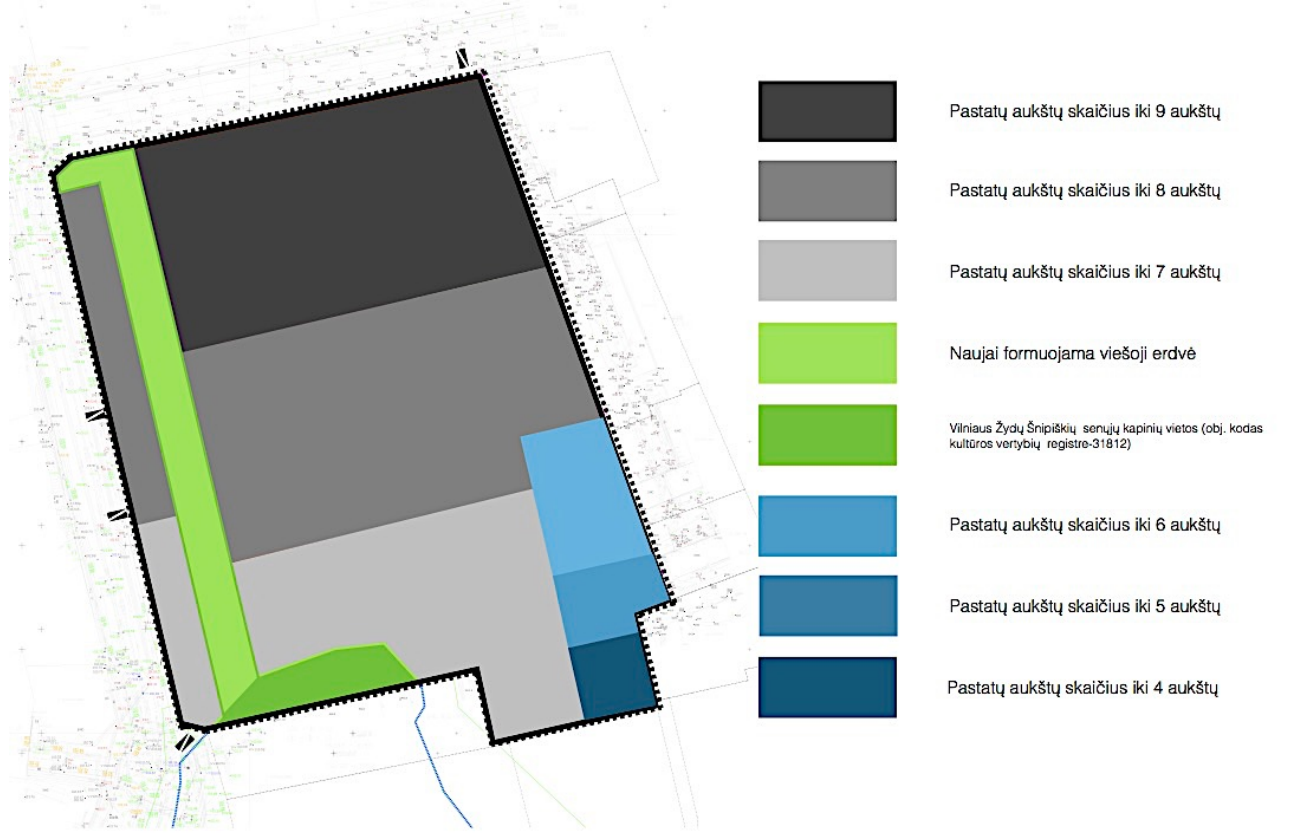 Pastatų aukštų skaičius iki 9 aukštų
Pastatų aukštų skaičius iki 8 aukštų
Pastatų aukštų skaičius iki 7 aukštų
Naujai formuojama viešoji erdvė
Vilniaus Žydų Šnipiškių senųjų kapinių vietos (obj. kodas
kultūros vertybių registre-31812)
Pastatų aukštų skaičius iki 6 aukštų
Pastatų aukštų skaičius iki 5 aukštų
Pastatų aukštų skaičius iki 4 aukštų